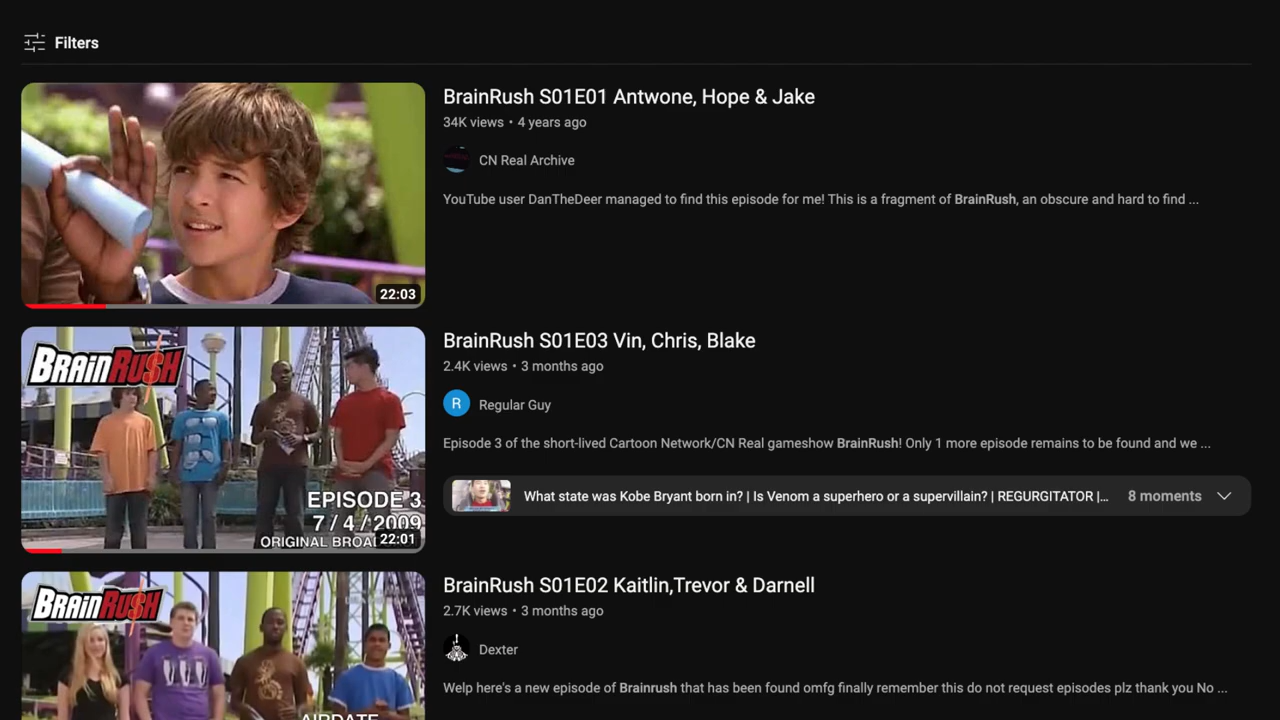 Filters
BrainRush S01E01 Antwone, Hope & Jake
34K views • 4 years ago
CN Real Archive
YouTube user DanTheDeer managed to find this episode for me! This is a fragment of BrainRush, an obscure and hard to find ...
22:03
BRAINRUSH
EPISODE 3
7/4/2009
ORIGINAL BROA
22:01
BrainRush S01E03 Vin, Chris, Blake
2.4K views • 3 months ago
R
Regular Guy
Episode 3 of the short-lived Cartoon Network/CN Real gameshow BrainRush! Only 1 more episode remains to be found and we ...
What state was Kobe Bryant born in? | Is Venom a superhero or a supervillain? | REGURGITATOR |...
8 moments
BRAINRUSH
AIRDATE
BrainRush S01E02 Kaitlin,Trevor & Darnell
2.7K views • 3 months ago
Dexter
Welp here's a new episode of Brainrush that has been found omfg finally remember this do not request episodes plz thank you No ...